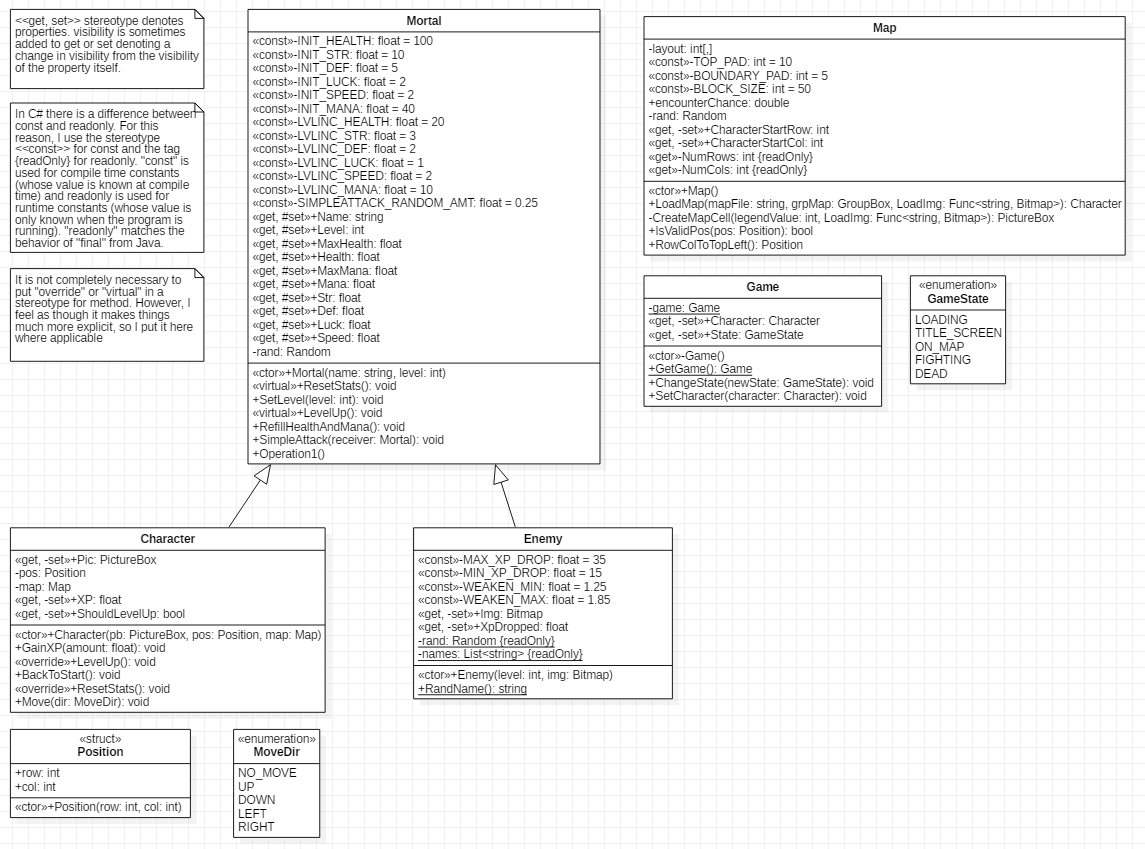 <<get, set>> stereotype denotes
properties. visibility is sometimes
added to get or set denoting a
change in visibility from the visibility
of the property itself.
In C# there is a difference between
const and readonly. For this
reason, I use the stereotype
<<const>> for const and the tag
{readOnly} for readonly. "const" is
used for compile time constants
(whose value is known at compile
time) and readonly is used for
runtime constants (whose value is
only known when the program is
running). "readonly" matches the
behavior of "final" from Java.
It is not completely necessary to
put "override" or "virtual" in a
stereotype for method. However, I
feel as though it makes things
much more explicit, so I put it here
where applicable
Mortal
«const»-INIT_HEALTH: float = 100
«const»-INIT_STR: float = 10
«const»-INIT_DEF: float = 5
«const»-INIT_LUCK: float = 2
«const»-INIT_SPEED: float = 2
«const»-INIT_MANA: float = 40
«const»-LVLINC_HEALTH: float = 20
«const»-LVLINC_STR: float = 3
«const»-LVLINC_DEF: float = 2
«const»-LVLINC_LUCK: float = 1
«const»-LVLINC_SPEED: float = 2
«const»-LVLINC_MANA: float = 10
«const»-SIMPLEATTACK_RANDOM_AMT: float = 0.25
«get, #set»+Name: string
«get, #set»+Level: int
«get, #set»+MaxHealth: float
«get, #set»+Health: float
«get, #set»+MaxMana: float
«get, #set»+Mana: float
«get, #set»+Str: float
«get, #set»+Def: float
«get, #set»+Luck: float
«get, #set»+Speed: float
-rand: Random
«ctor»+Mortal(name: string, level: int)
«virtual»+ResetStats(): void
+SetLevel(level: int): void
«virtual»+LevelUp(): void
+RefillHealthAndMana(): void
+SimpleAttack(receiver: Mortal): void
+Operation1()
Map
-layout: int[,]
«const»-TOP_PAD: int = 10
«const»-BOUNDARY_PAD: int = 5
«const»-BLOCK_SIZE: int = 50
+encounterChance: double
-rand: Random
«get, -set»+CharacterStartRow: int
«get, -set»+CharacterStartCol: int
«get»-NumRows: int {readOnly}
«get»-NumCols: int {readOnly}
«ctor»+Map()
+LoadMap(mapFile: string, grpMap: GroupBox, LoadImg: Func<string, Bitmap>): Character
-CreateMapCell(legendValue: int, LoadImg: Func<string, Bitmap>): PictureBox
+IsValidPos(pos: Position): bool
+RowColToTopLeft(): Position
Game
-game: Game
«get, -set»+Character: Character
«get, -set»+State: GameState
«ctor»-Game()
+GetGame(): Game
+ChangeState(newState: GameState): void
+SetCharacter(character: Character): void
«enumeration»
GameState
LOADING
TITLE_SCREEN
ON_MAP
FIGHTING
DEAD
Character
«get, -set»+Pic: PictureBox
-pos: Position
-map: Map
«get, -set»+XP: float
«get, -set»+ShouldLevelUp: bool
«ctor»+Character(pb: PictureBox, pos: Position, map: Map)
+GainXP(amount: float): void
«override»+LevelUp(): void
+BackToStart(): void
«override»+ResetStats(): void
+Move(dir: MoveDir): void
Enemy
«const»-MAX_XP_DROP: float = 35
«const»-MIN_XP_DROP: float = 15
«const»-WEAKEN_MIN: float = 1.25
«const»-WEAKEN_MAX: float = 1.85
«get, -set»+Img: Bitmap
«get, -set»+XpDropped: float
-rand: Random {readOnly}
-names: List<string> {readOnly}
«ctor»+Enemy(level: int, img: Bitmap)
+RandName(): string
«struct»
Position
+row: int
+col: int
«ctor»+Position(row: int, col: int)
«enumeration»
MoveDir
NO_MOVE
UP
DOWN
LEFT
RIGHT